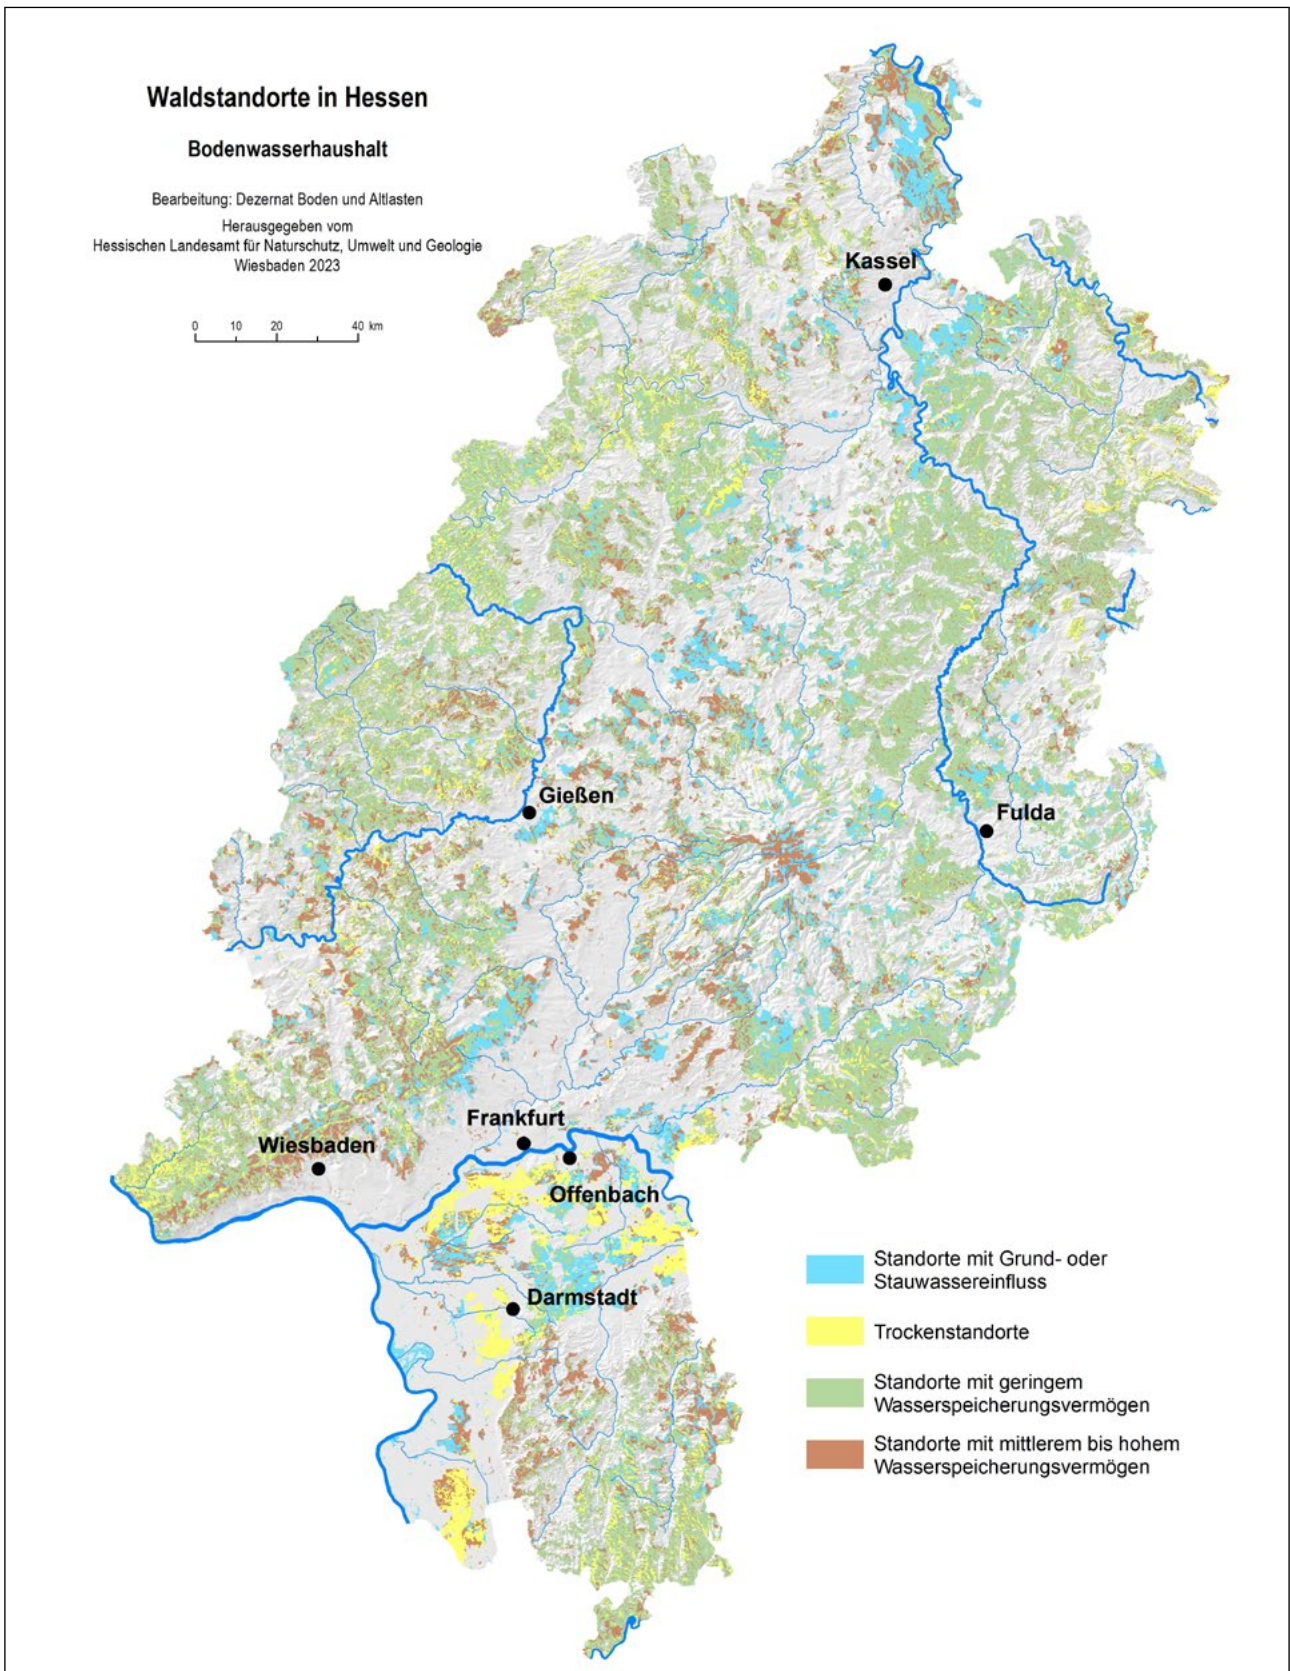 Waldstandorte in Hessen
Bodenwasserhaushalt
Bearbeitung: Dezernat Boden und Altlasten
Herausgegeben vom
Hessischen Landesamt für Naturschutz, Umwelt und Geologie
Wiesbaden 2023
0 10 20 40 km
Kassel
Gießen
Fulda
Frankfurt
Wiesbaden
Offenbach
Darmstadt
Standorte mit Grund- oder
Stauwassereinfluss
Trockenstandorte
Standorte mit geringem
Wasserspeicherungsvermögen
Standorte mit mittlerem bis hohem
Wasserspeicherungsvermögen